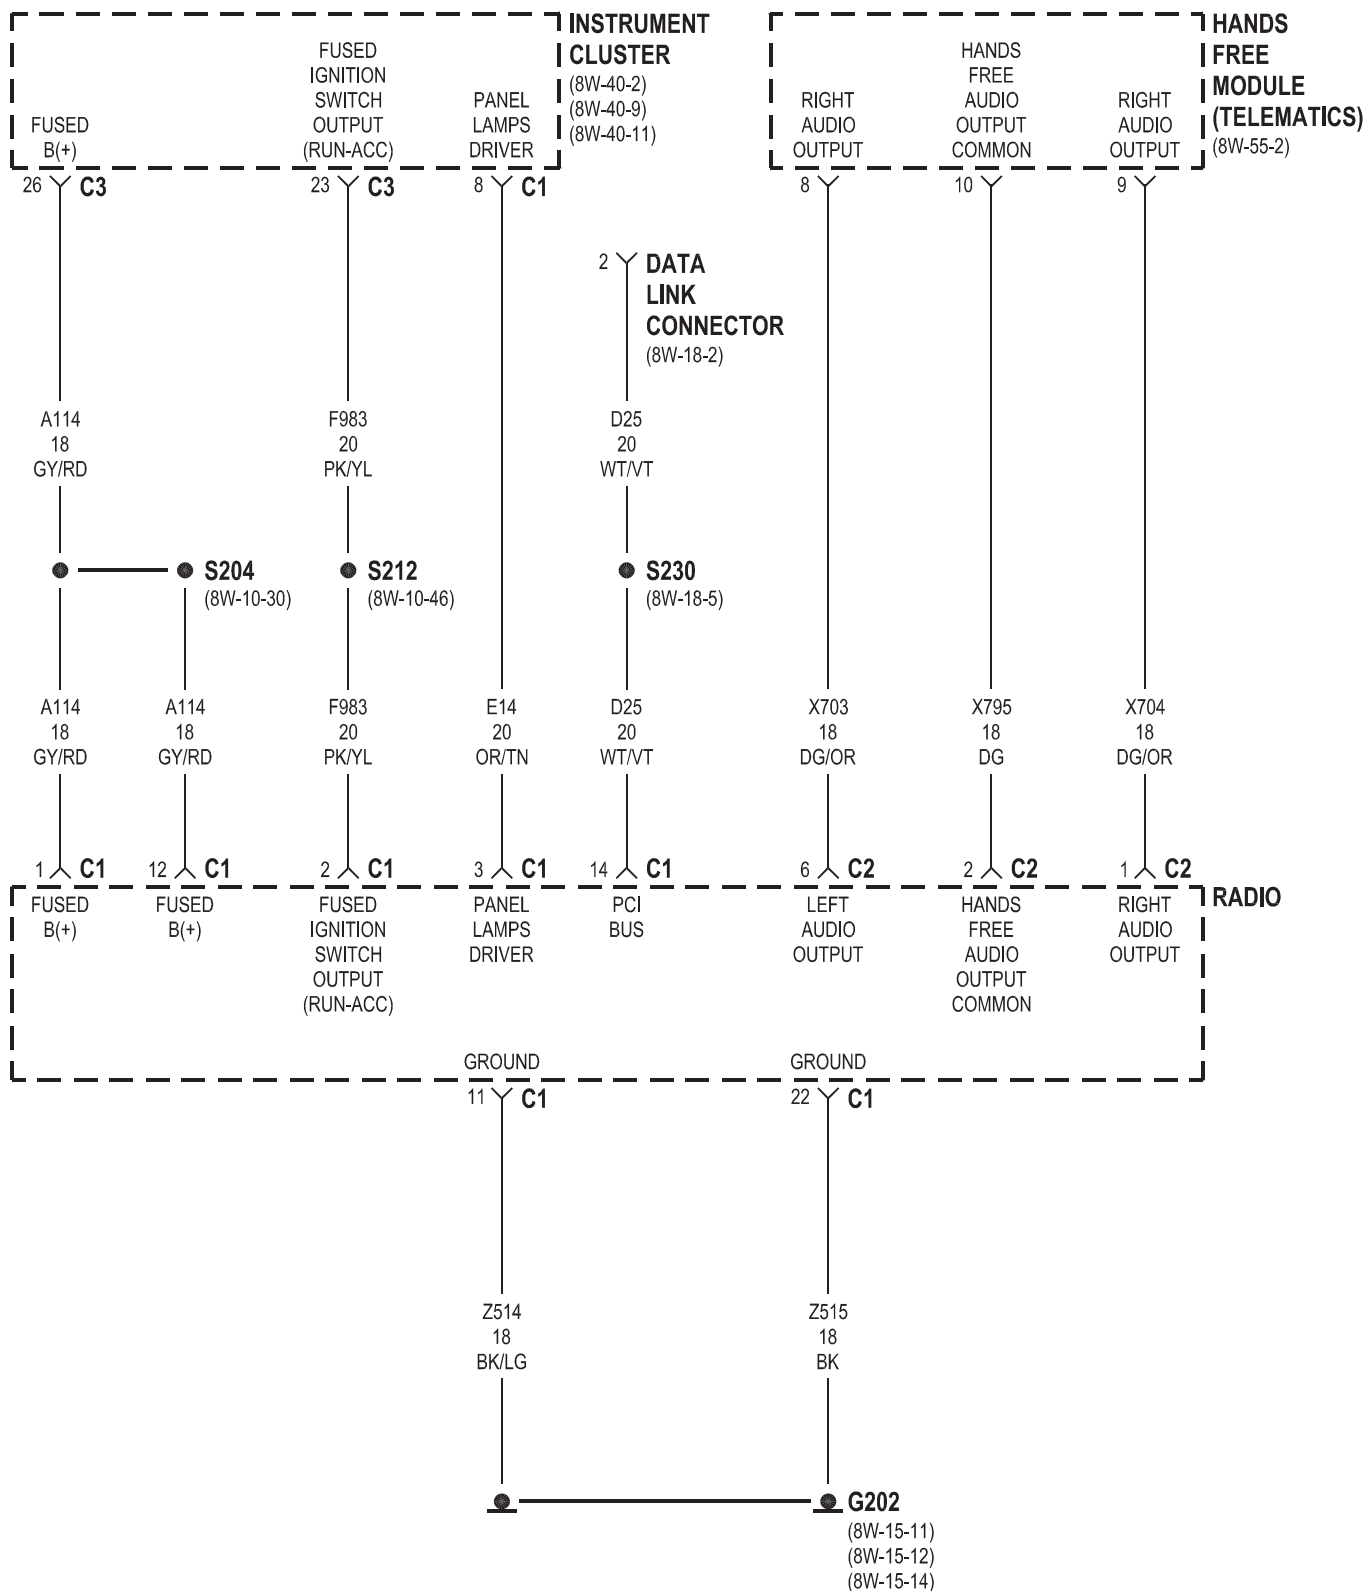 INSTRUMENT
CLUSTER
(8W-40-2)
(8W-40-9)
(8W-40-11)
FUSED
B(+)
FUSED
IGNITION
SWITCH
OUTPUT
(RUN-ACC)
PANEL
LAMPS
DRIVER
HANDS
FREE
MODULE
(TELEMATICS)
(8W-55-2)
RIGHT
AUDIO
OUTPUT
HANDS
FREE
AUDIO
OUTPUT
COMMON
RIGHT
AUDIO
OUTPUT
26 C3
23 C3
8 C1
8
10
9
2 DATA
LINK
CONNECTOR
(8W-18-2)
A114
18
GY/RD
F983
20
PK/YL
D25
20
WT/VT
S204
(8W-10-30)
S212
(8W-10-46)
S230
(8W-18-5)
A114
18
GY/RD
A114
18
GY/RD
F983
20
PK/YL
E14
20
OR/TN
D25
20
WT/VT
X703
18
DG/OR
X795
18
DG
X704
18
DG/OR
1 C1
12 C1
2 C1
3 C1
14 C1
6 C2
2 C2
1 C2
RADIO
FUSED
B(+)
FUSED
B(+)
FUSED
IGNITION
SWITCH
OUTPUT
(RUN-ACC)
PANEL
LAMPS
DRIVER
PCI
BUS
LEFT
AUDIO
OUTPUT
HANDS
FREE
AUDIO
OUTPUT
COMMON
RIGHT
AUDIO
OUTPUT
GROUND
GROUND
11 C1
22 C1
Z514
18
BK/LG
Z515
18
BK
G202
(8W-15-11)
(8W-15-12)
(8W-15-14)